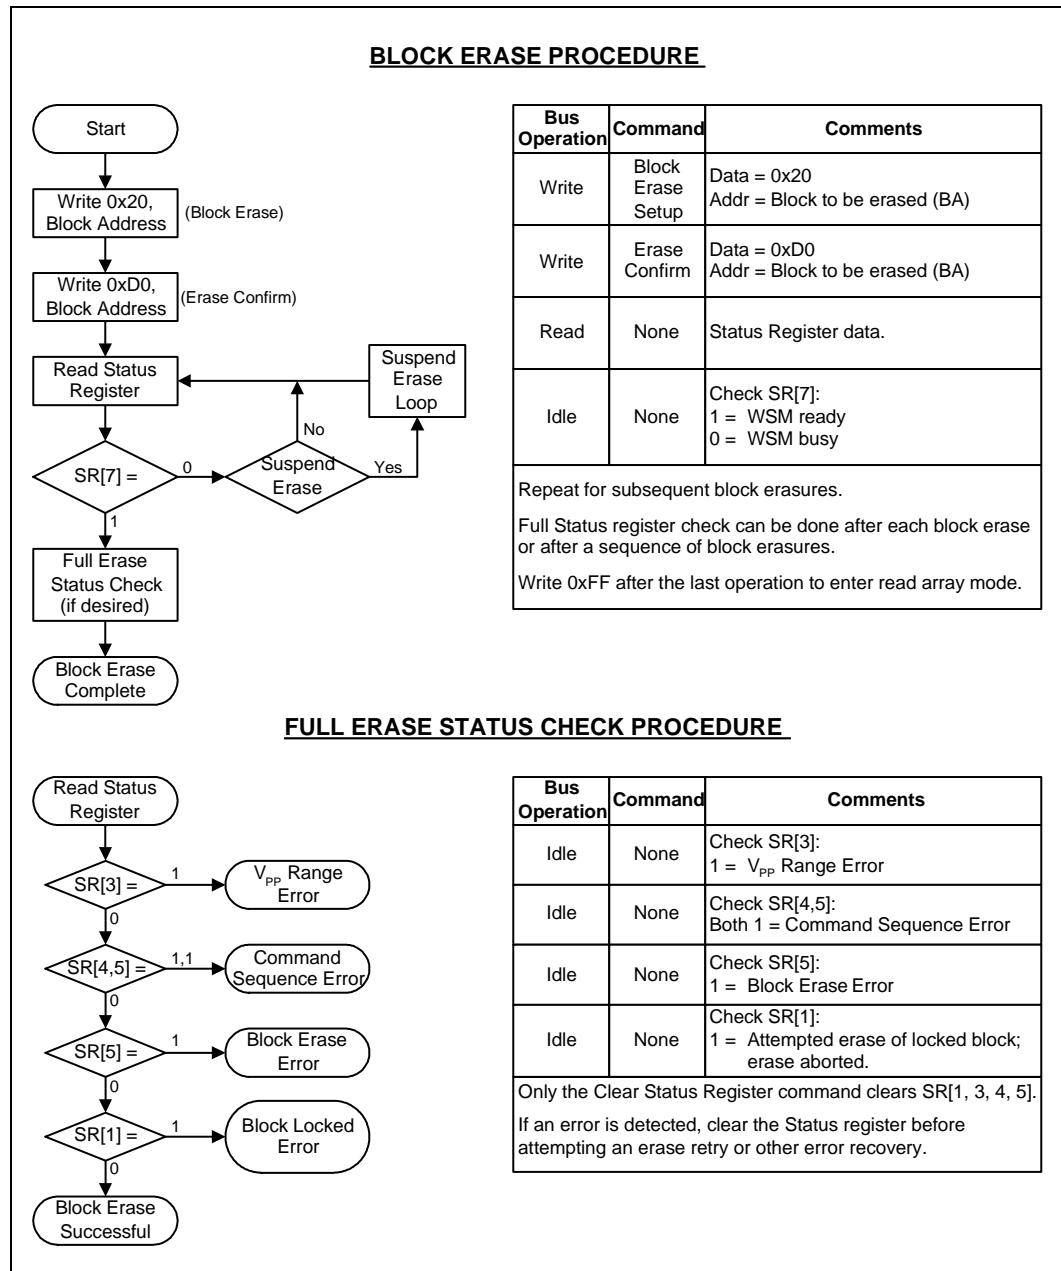 BLOCK ERASE PROCEDURE
Start
Write 0x20,
Block Address
(Block Erase)
Write 0xD0,
Block Address
(Erase Confirm)
Read Status
Register
Suspend
Erase
Loop
No
SR[7] =
0
Suspend
Erase
Yes
1
Full Erase
Status Check
(if desired)
Block Erase
Complete
Bus
Operation
Command
Comments
Write
Block
Erase
Setup
Data = 0x20
Addr = Block to be erased (BA)
Write
Erase
Confirm
Data = 0xD0
Addr = Block to be erased (BA)
Read
None
Status Register data.
Idle
None
Check SR[7]:
1 = WSM ready
0 = WSM busy
Repeat for subsequent block erasures.
Full Status register check can be done after each block erase
or after a sequence of block erasures.
Write 0xFF after the last operation to enter read array mode.
FULL ERASE STATUS CHECK PROCEDURE
Read Status
Register
SR[3] =
1
VPP Range
Error
0
SR[4,5] =
1,1
Command
Sequence Error
0
SR[5] =
1
Block Erase
Error
0
SR[1] =
1
Block Locked
Error
0
Block Erase
Successful
Bus
Operation
Command
Comments
Idle
None
Check SR[3]:
1 = VPP Range Error
Idle
None
Check SR[4,5]:
Both 1 = Command Sequence Error
Idle
None
Check SR[5]:
1 = Block Erase Error
Idle
None
Check SR[1]:
1 = Attempted erase of locked block;
erase aborted.
Only the Clear Status Register command clears SR[1, 3, 4, 5].
If an error is detected, clear the Status register before
attempting an erase retry or other error recovery.